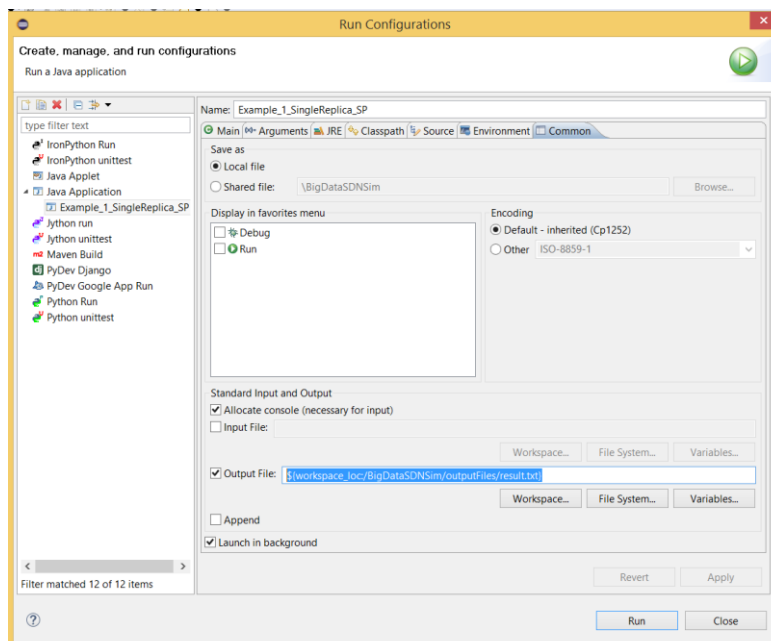 Run Configurations
Create, manage, and run configurations
Run a Java application
type filter text
IronPython Run
IronPython unittest
Java Applet
Java Application
Example_1_SingleReplica_SP
Jython run
Jython unittest
m2 Maven Build
dj PyDev Django
PyDev Google App Run
Python Run
Python unittest
Filter matched 12 of 12 items
Name: Example_1_SingleReplica_SP
Main Arguments JRE Classpath Source Environment Common
Save as
Local file
Shared file: \BigDataSDNSim Browse...
Display in favorites menu
Debug
Run
Encoding
Default - inherited (Cp1252)
Other ISO-8859-1
Standard Input and Output
Allocate console (necessary for input)
Input File:
Workspace... File System... Variables...
Output File: ${workspace_loc:/BigDataSDNSim/outputFiles/result.txt}
Workspace... File System... Variables...
Append
Launch in background
Revert Apply
Run Close